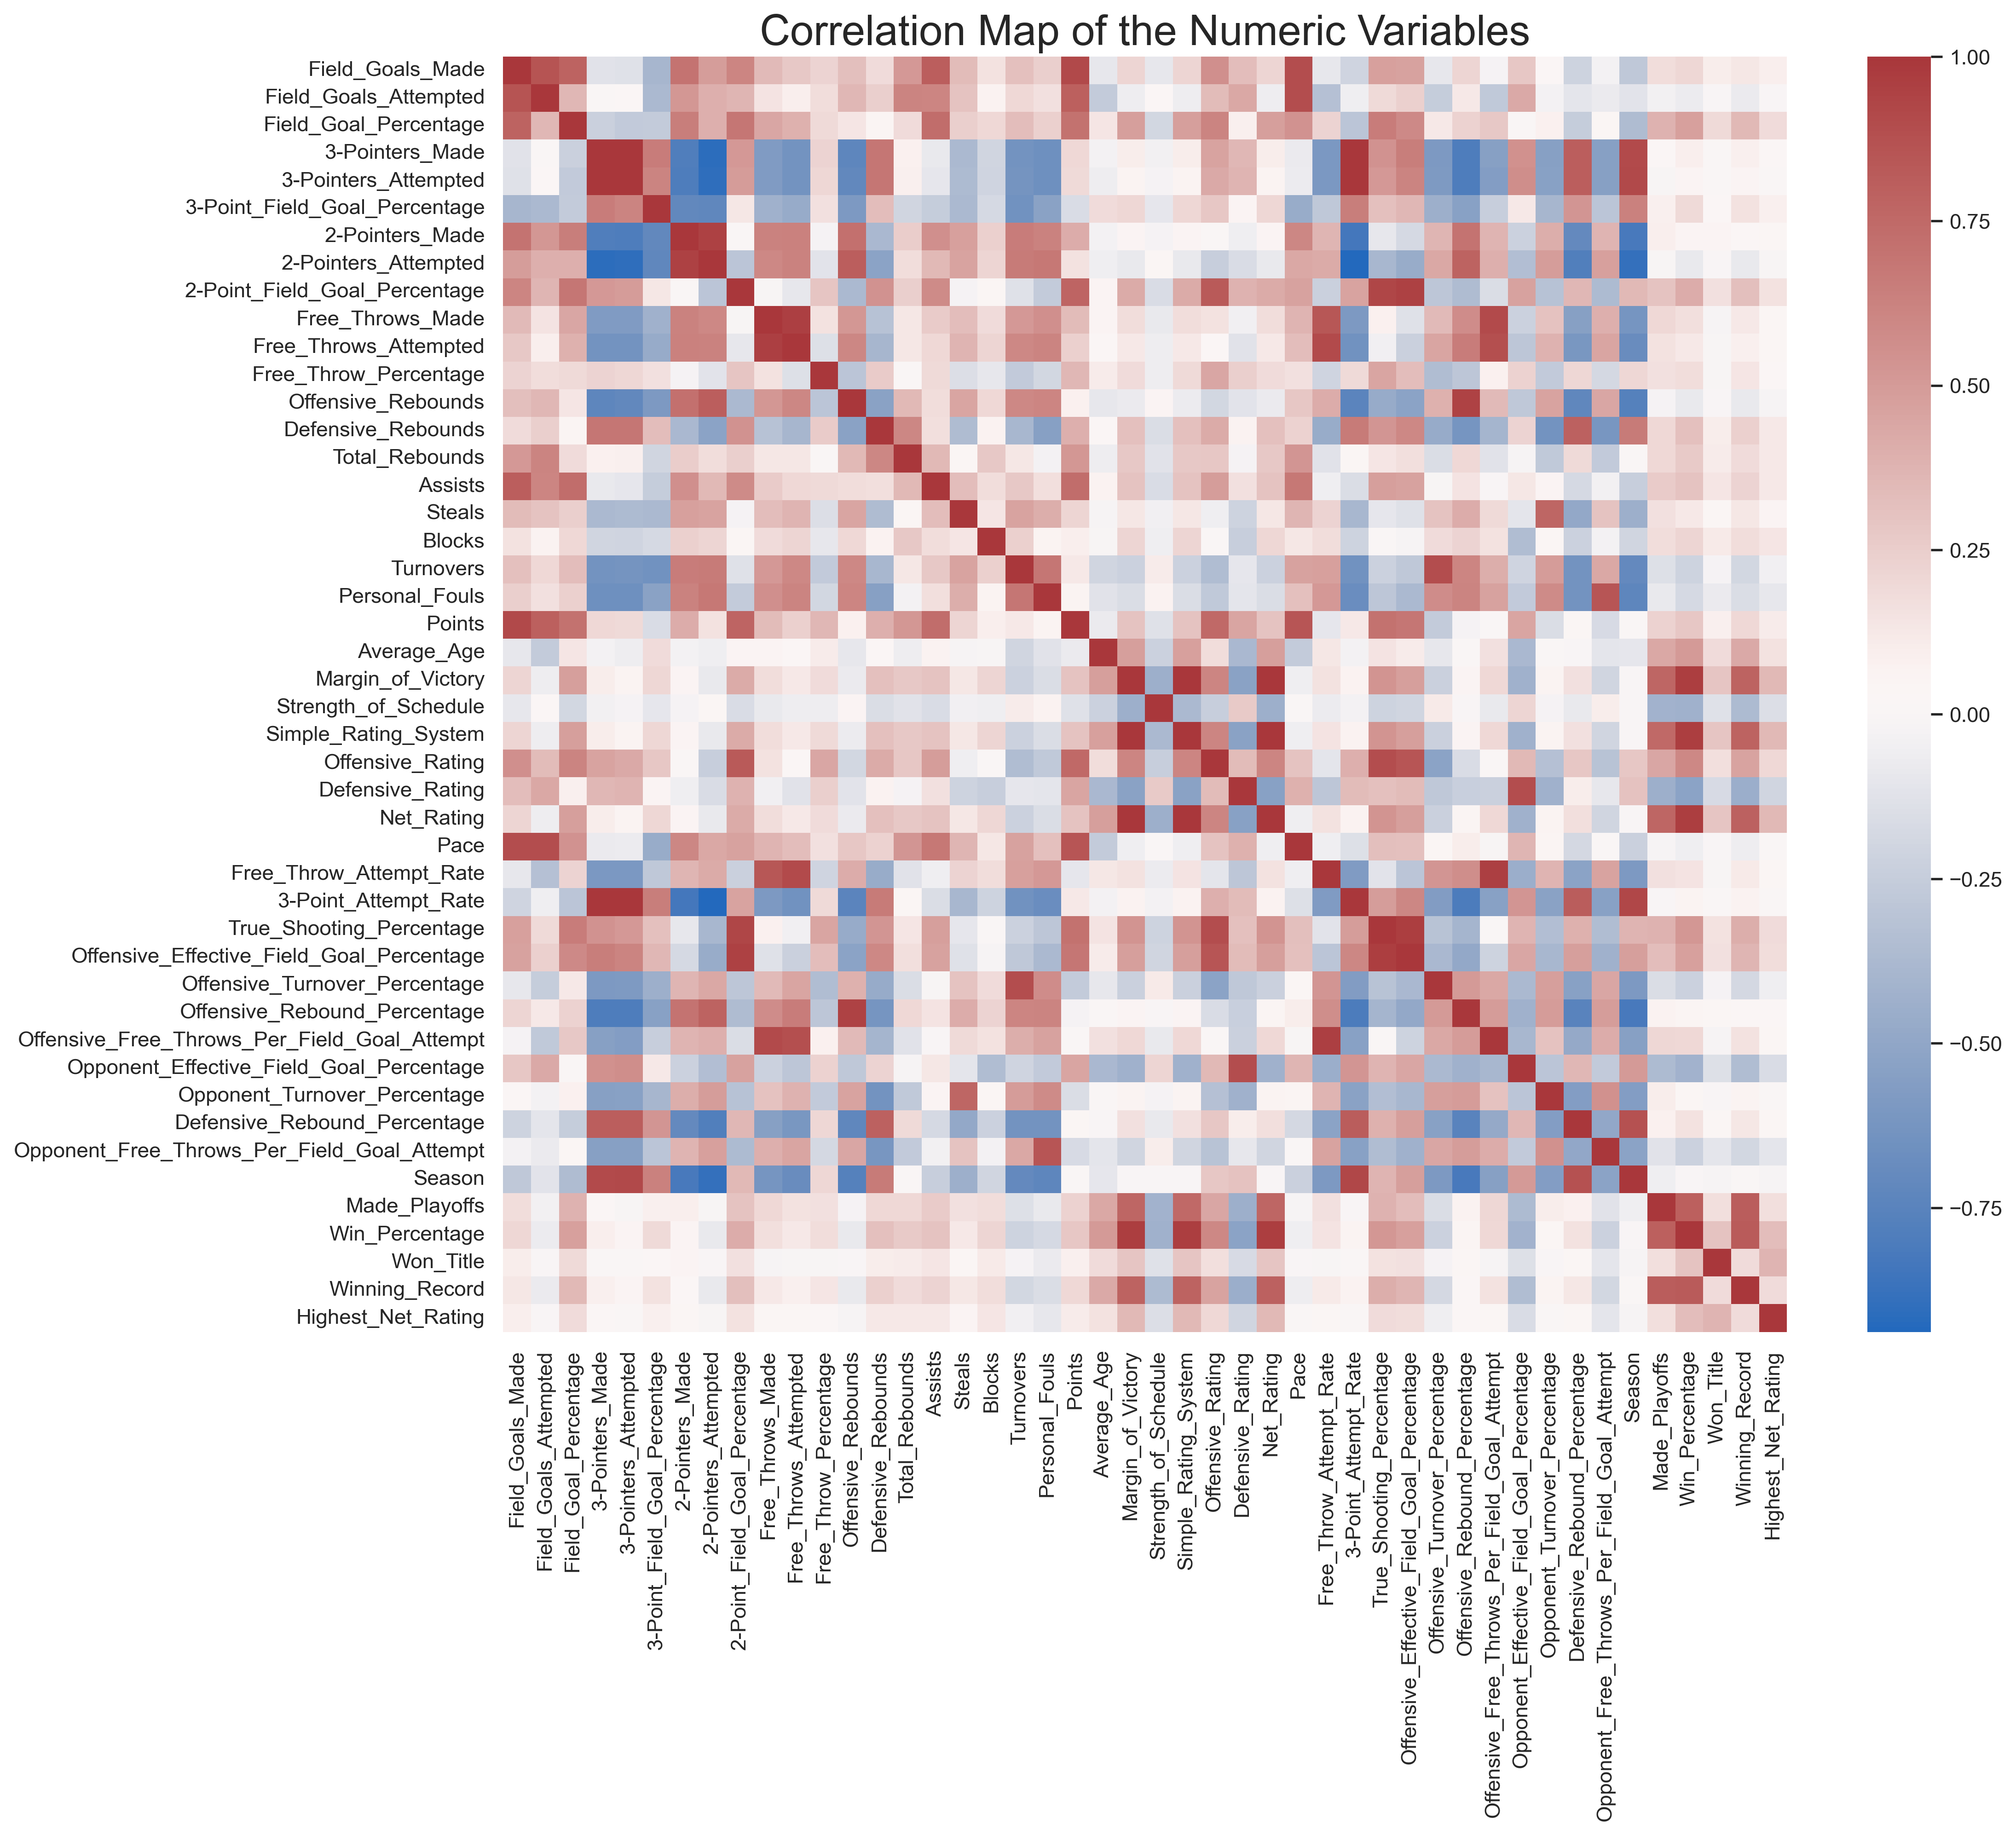 Correlation Map of the Numeric Variables
Field_Goals_Made
Field_Goals_Attempted
Field_Goal_Percentage
3-Pointers_Made
3-Pointers_Attempted
3-Point_Field_Goal_Percentage
2-Pointers_Made
2-Pointers_Attempted
2-Point_Field_Goal_Percentage
Free_Throws_Made
Free_Throws_Attempted
Free_Throw_Percentage
Offensive_Rebounds
Defensive_Rebounds
Total_Rebounds
Assists
Steals
Blocks
Turnovers
Personal_Fouls
Points
Average_Age
Margin_of_Victory
Strength_of_Schedule
Simple_Rating_System
Offensive_Rating
Defensive_Rating
Net_Rating
Pace
Free_Throw_Attempt_Rate
3-Point_Attempt_Rate
True_Shooting_Percentage
Offensive_Effective_Field_Goal_Percentage
Offensive_Turnover_Percentage
Offensive_Rebound_Percentage
Offensive_Free_Throws_Per_Field_Goal_Attempt
Opponent_Effective_Field_Goal_Percentage
Opponent_Turnover_Percentage
Defensive_Rebound_Percentage
Opponent_Free_Throws_Per_Field_Goal_Attempt
Season
Made_Playoffs
Win_Percentage
Won_Title
Winning_Record
Highest_Net_Rating
Field_Goals_Made
Field_Goals_Attempted
Field_Goal_Percentage
3-Pointers_Made
3-Pointers_Attempted
3-Point_Field_Goal_Percentage
2-Pointers_Made
2-Pointers_Attempted
2-Point_Field_Goal_Percentage
Free_Throws_Made
Free_Throws_Attempted
Free_Throw_Percentage
Offensive_Rebounds
Defensive_Rebounds
Total_Rebounds
Assists
Steals
Blocks
Turnovers
Personal_Fouls
Points
Average_Age
Margin_of_Victory
Strength_of_Schedule
Simple_Rating_System
Offensive_Rating
Defensive_Rating
Net_Rating
Pace
Free_Throw_Attempt_Rate
3-Point_Attempt_Rate
True_Shooting_Percentage
Offensive_Effective_Field_Goal_Percentage
Offensive_Turnover_Percentage
Offensive_Rebound_Percentage
Offensive_Free_Throws_Per_Field_Goal_Attempt
Opponent_Effective_Field_Goal_Percentage
Opponent_Turnover_Percentage
Defensive_Rebound_Percentage
Opponent_Free_Throws_Per_Field_Goal_Attempt
Season
Made_Playoffs
Win_Percentage
Won_Title
Winning_Record
Highest_Net_Rating
1.00
0.75
0.50
0.25
0.00
−0.25
−0.50
−0.75